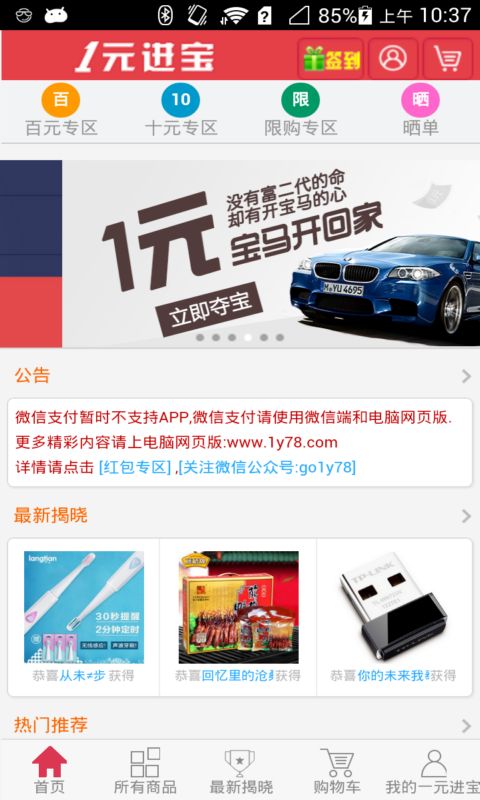 85% 上午 10:37
1元进宝
签到
百
10
限
晒
百元专区
十元专区
限购专区
晒单
没有富二代的命
却有开宝马的心
1元 宝马开回家
立即夺宝
M·YU 4695
公告
微信支付暂时不支持APP,微信支付请使用微信端和电脑网页版.
更多精彩内容请上电脑网页版:www.1y78.com
详情请点击 [红包专区] ,[关注微信公众号:go1y78]
最新揭晓
langtian
30秒提醒
2分钟定时
赠
无线感应
声波牙刷
TP-LINK
恭喜从未≠步 获得
恭喜回忆里的沧 获得
恭喜你的未来我 获得
热门推荐
首页
所有商品
最新揭晓
购物车
我的一元进宝